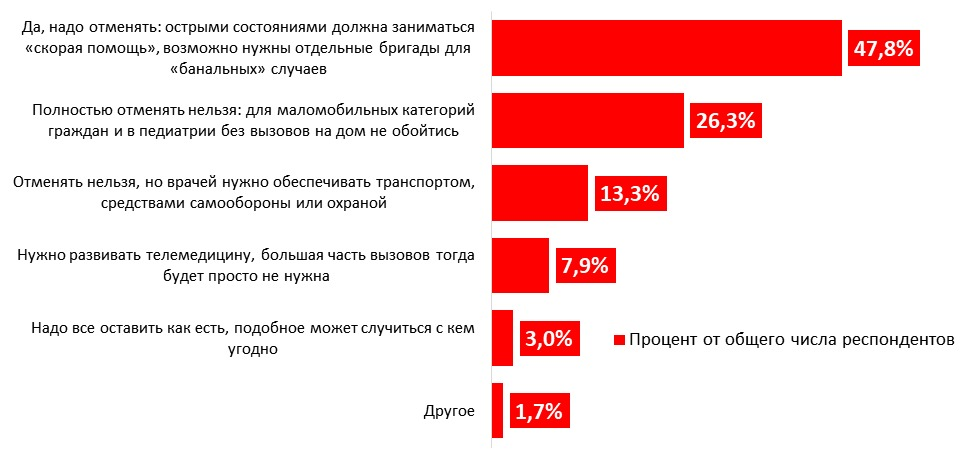 Да, надо отменять: острыми состояниями должна заниматься
«скорая помощь», возможно нужны отдельные бригады для
«банальных» случаев
47,8%
Полностью отменять нельзя: для маломобильных категорий
граждан и в педиатрии без вызовов на дом не обойтись
26,3%
Отменять нельзя, но врачей нужно обеспечивать транспортом,
средствами самообороны или охраной
13,3%
Нужно развивать телемедицину, большая часть вызовов тогда
будет просто не нужна
7,9%
Надо все оставить как есть, подобное может случиться с кем
угодно
3,0%
Процент от общего числа респондентов
Другое
1,7%